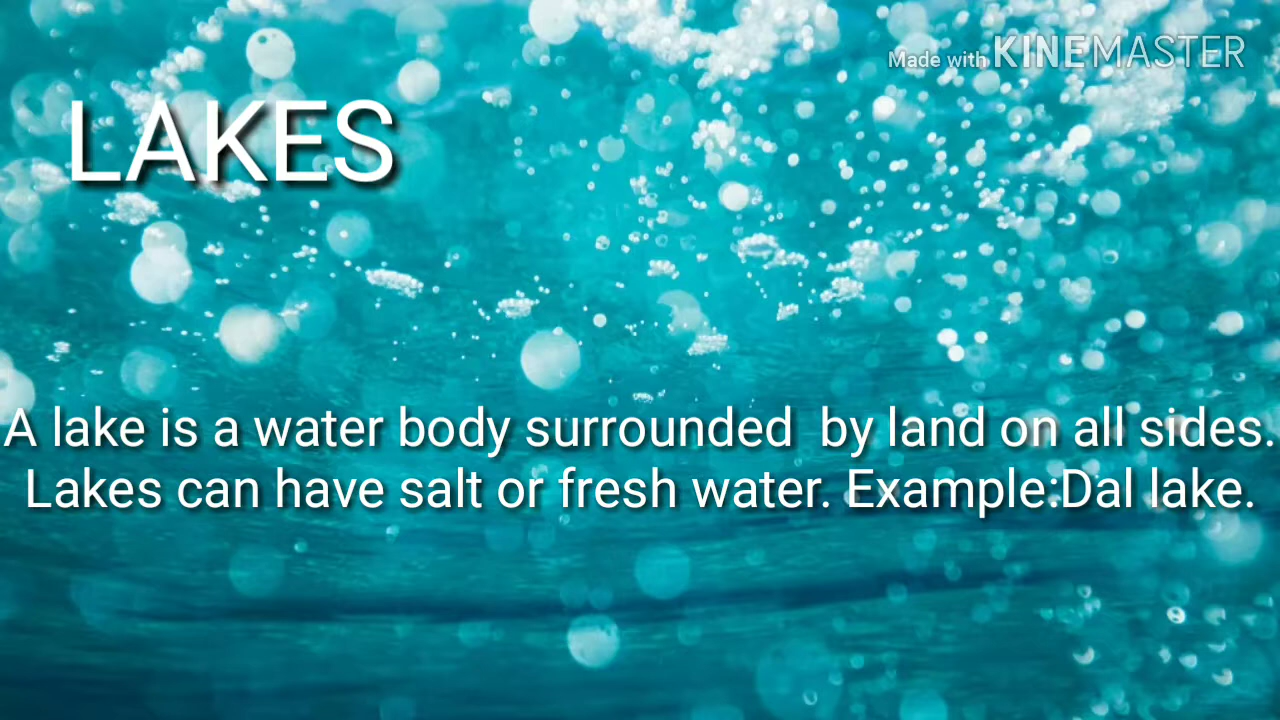 Made with KINEMASTER
LAKES
A lake is a water body surrounded  by land on all sides.
Lakes can have salt or fresh water. Example:Dal lake.